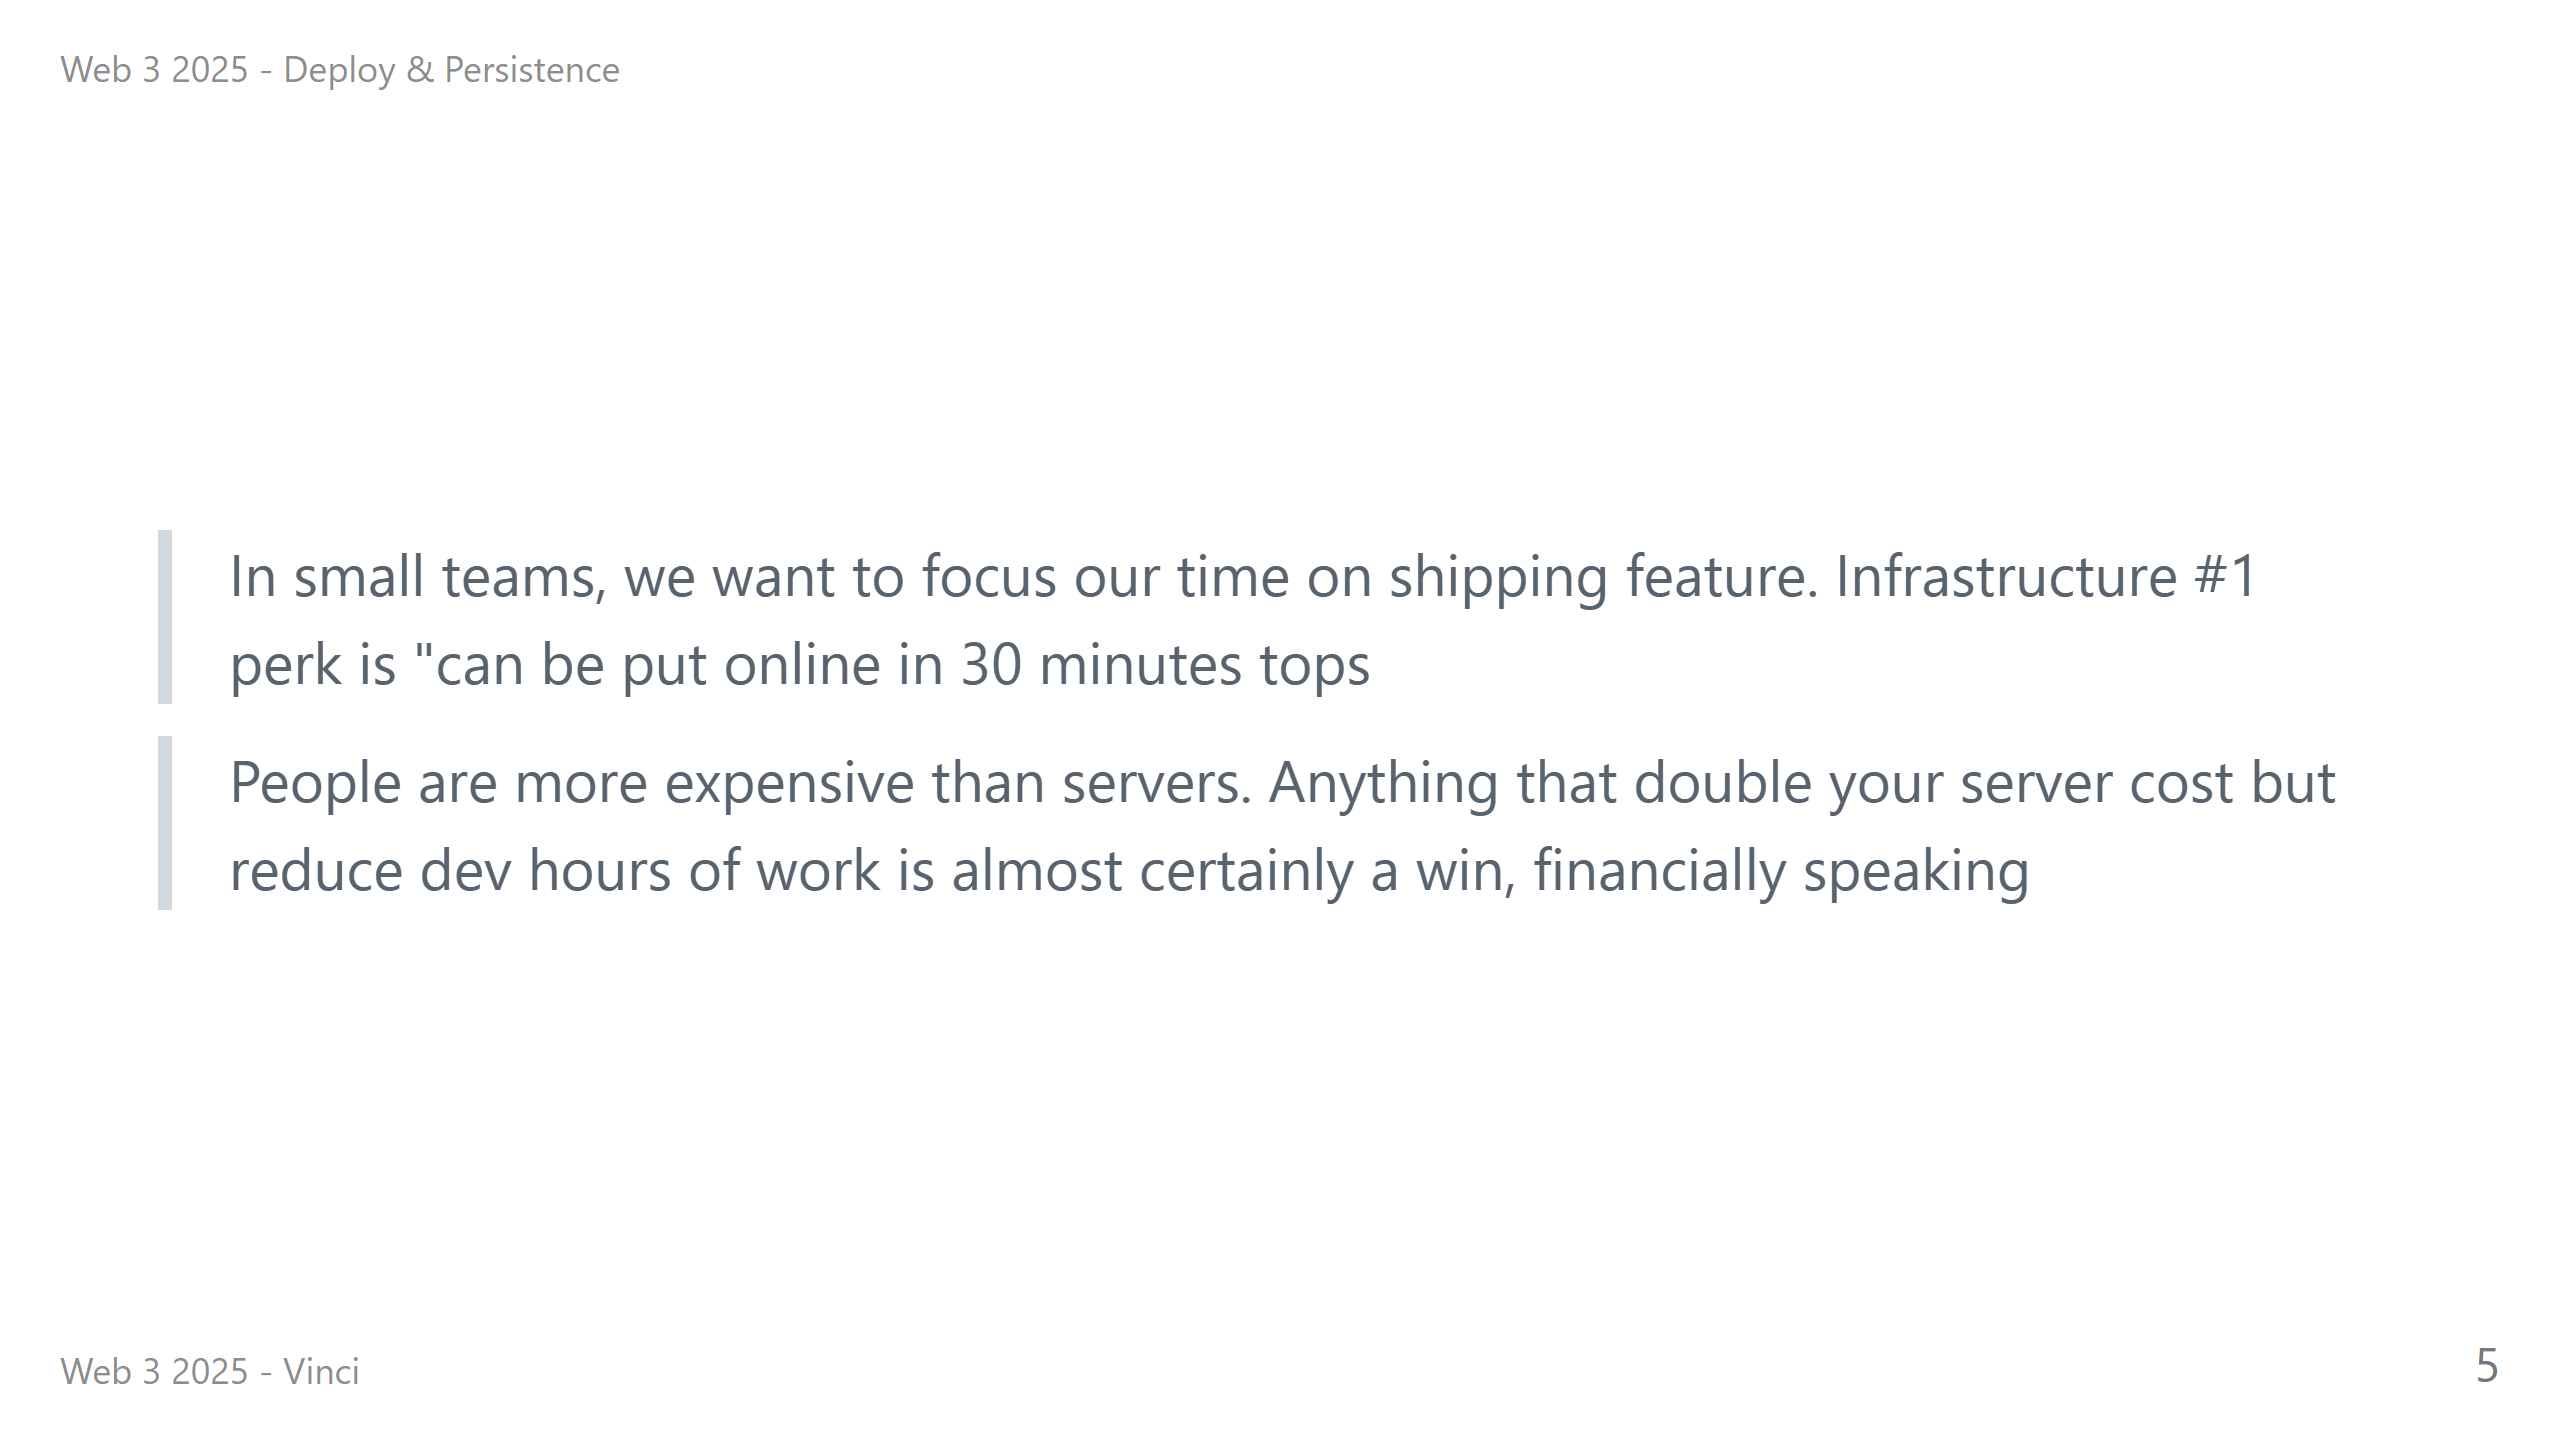 Web 3 2025 - Deploy & Persistence
In small teams, we want to focus our time on shipping feature. Infrastructure #1
perk is "can be put online in 30 minutes tops
People are more expensive than servers. Anything that double your server cost but
reduce dev hours of work is almost certainly a win, financially speaking
Web 3 2025 - Vinci
5